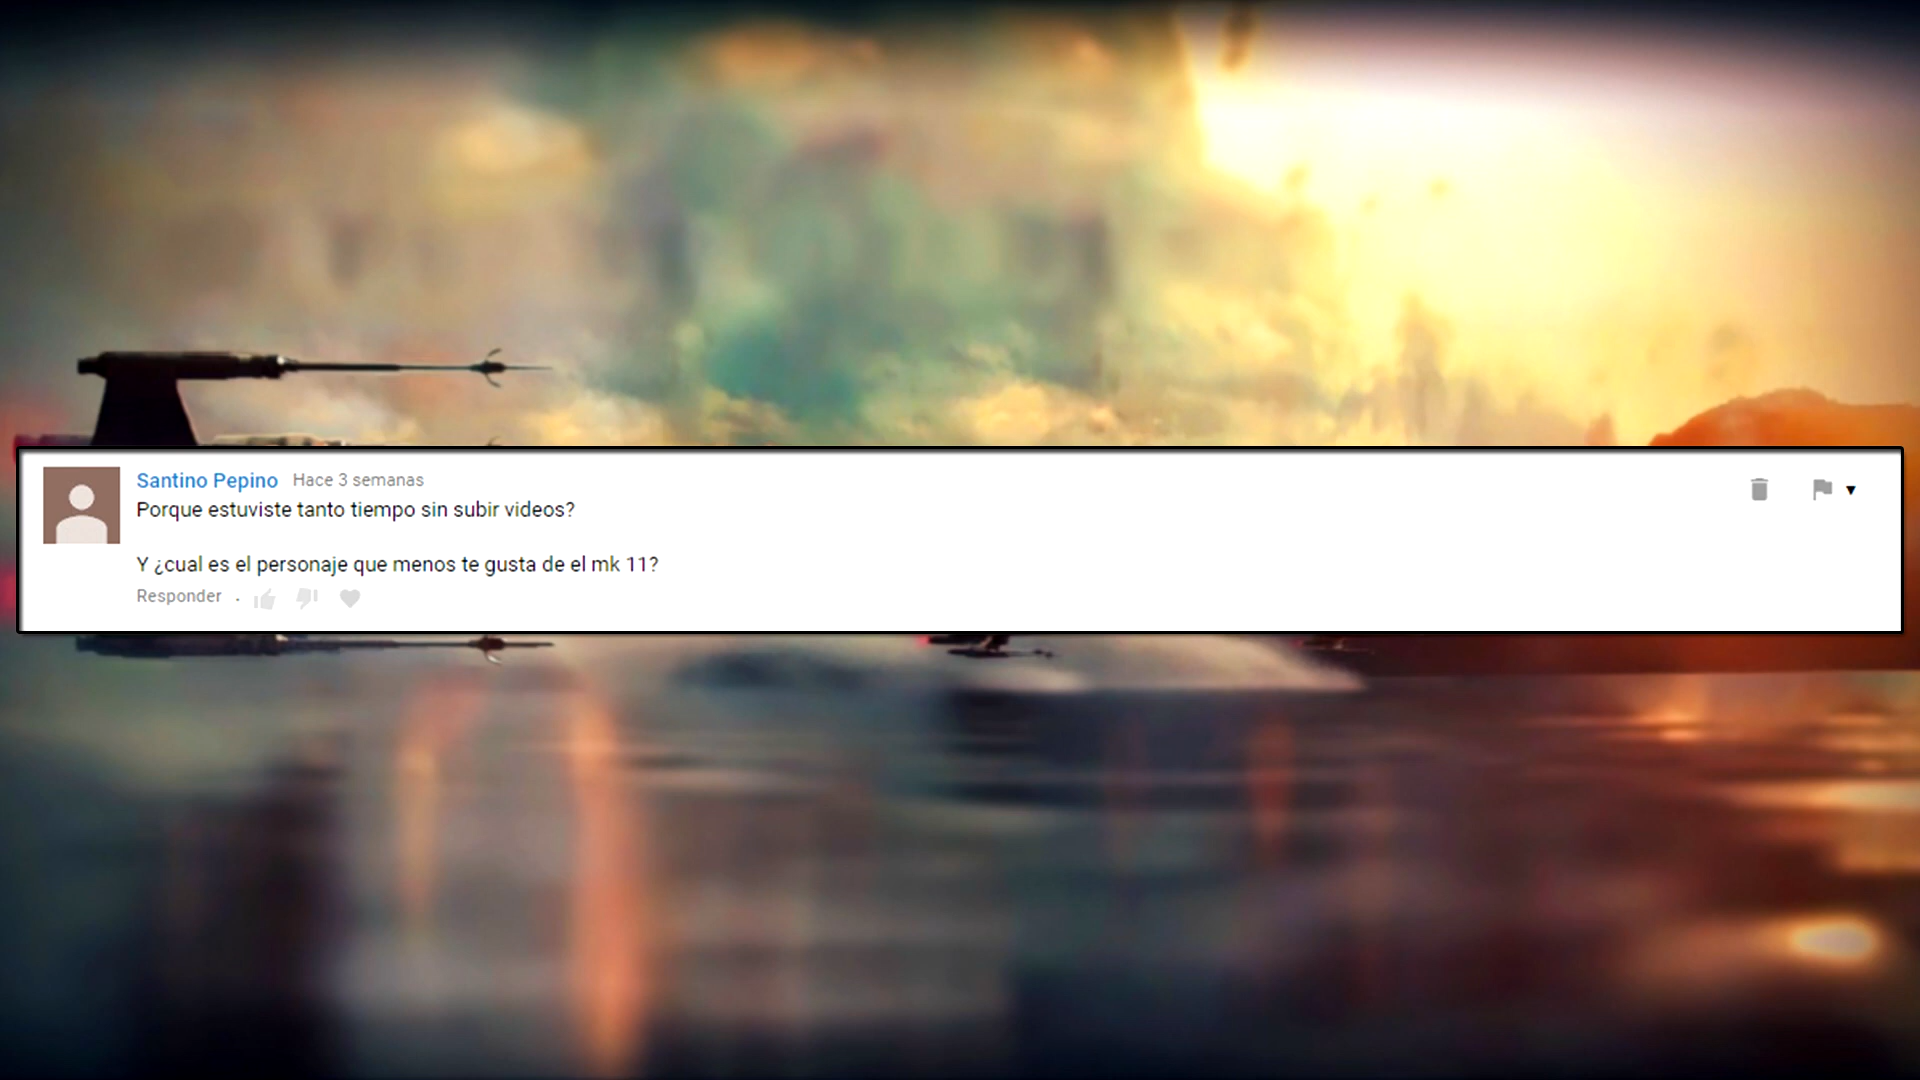 Santino Pepino Hace 3 semanas
Porque estuviste tanto tiempo sin subir videos?
Y ¿cual es el personaje que menos te gusta de el mk 11?
Responder .